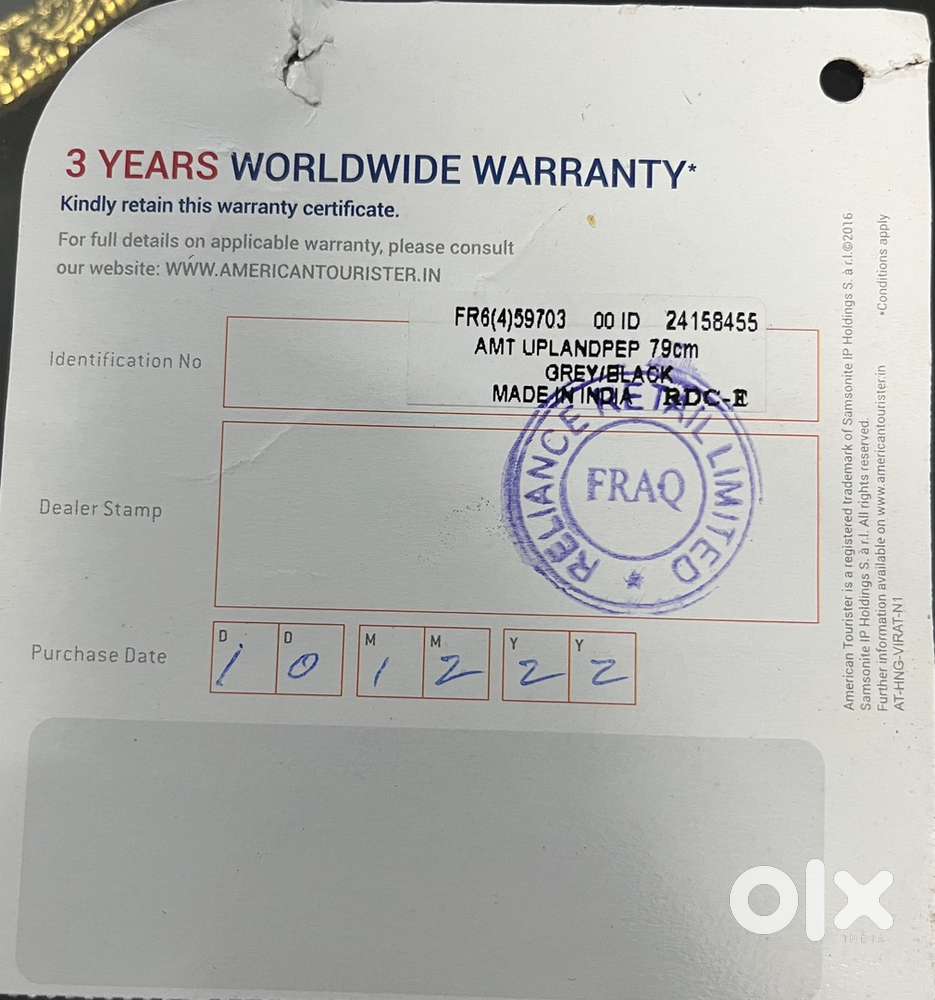 3 YEARS WORLDWIDE WARRANTY*
Kindly retain this warranty certificate.
For full details on applicable warranty, please consult
our website: WWW.AMERICANTOURISTER.IN
Identification No
FR6(4)59703 00 ID 24158455
AMT UPLANDPEP 79cm
GREY/BLACK
MADE IN INDIA RDC-E
Dealer Stamp
RELIANCE RETAIL LIMITED
FRAQ
Purchase Date
D D M M Y Y
1 0 1 2 2 2
American Tourister is a registered trademark of Samsonite IP Holdings S. à r.l.©2016
Samsonite IP Holdings S. à r.l. All rights reserved.
Further information available on www.americantourister.in *Conditions apply
AT-HNG-VIRAT-N1
olx